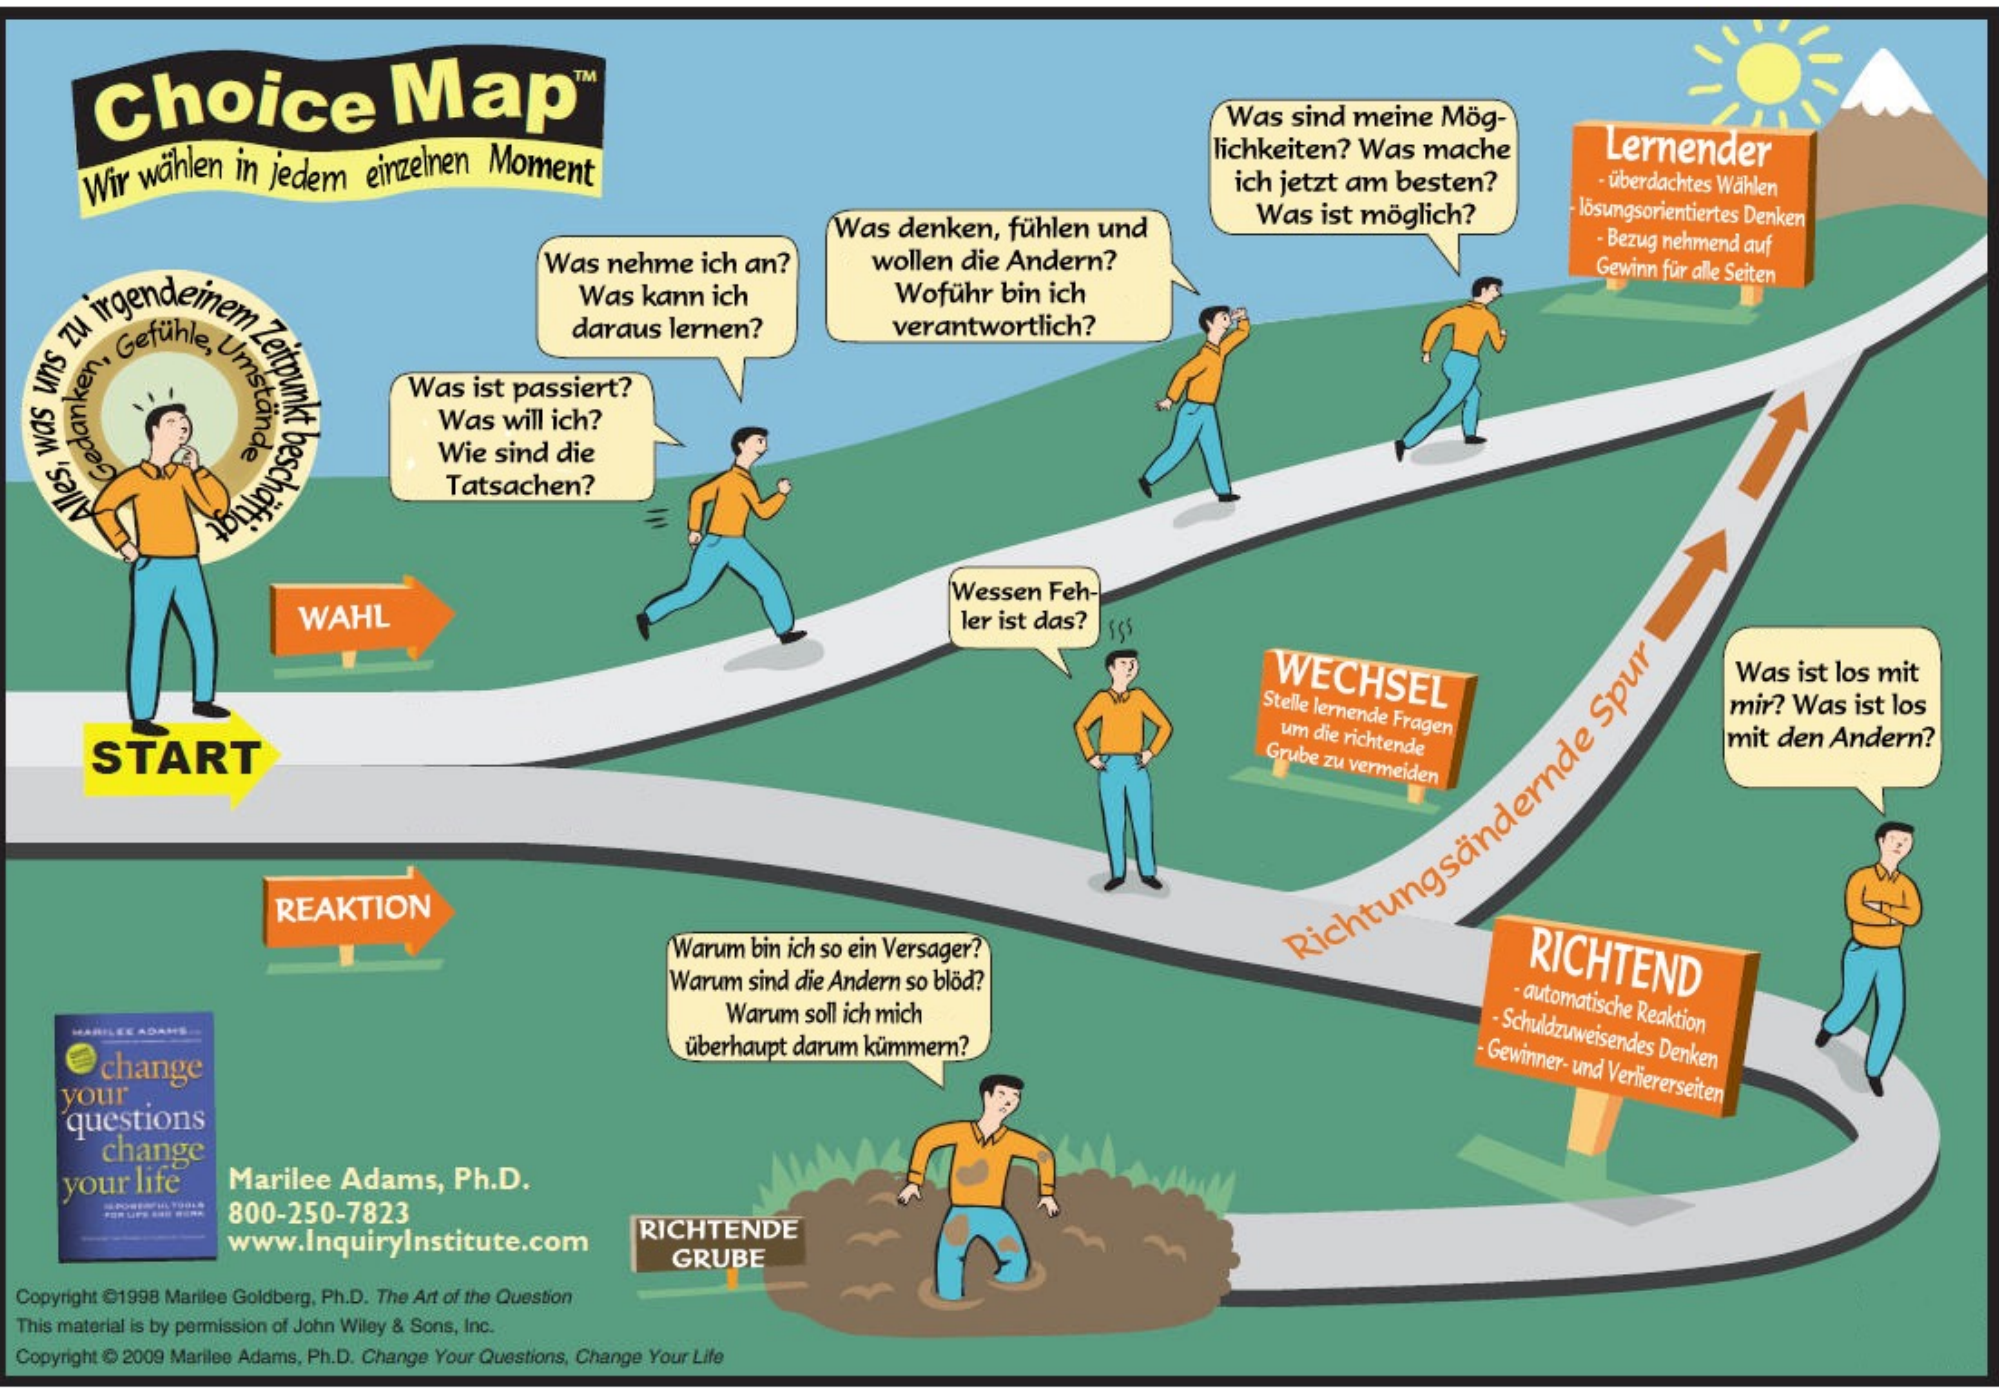 Choice Map™
Wir wählen in jedem einzelnen Moment
Alles, was uns zu irgendeinem Zeitpunkt beschäftigt
Gedanken, Gefühle, Umstände
START
WAHL
REAKTION
Was ist passiert?
Was will ich?
Wie sind die
Tatsachen?
Was nehme ich an?
Was kann ich
daraus lernen?
Was denken, fühlen und
wollen die Andern?
Woführ bin ich
verantwortlich?
Was sind meine Mög-
lichkeiten? Was mache
ich jetzt am besten?
Was ist möglich?
Lernender
- überdachtes Wählen
- lösungsorientiertes Denken
- Bezug nehmend auf
Gewinn für alle Seiten
Wessen Feh-
ler ist das?
WECHSEL
Stelle lernende Fragen
um die richtende
Grube zu vermeiden
Richtungsändernde Spur
Was ist los mit
mir? Was ist los
mit den Andern?
RICHTEND
- automatische Reaktion
- Schuldzuweisendes Denken
- Gewinner- und Verliererseiten
Warum bin ich so ein Versager?
Warum sind die Andern so blöd?
Warum soll ich mich
überhaupt darum kümmern?
RICHTENDE
GRUBE
MARILEE ADAMS
change
your
questions
change
your life
Marilee Adams, Ph.D.
800-250-7823
www.InquiryInstitute.com
Copyright ©1998 Marilee Goldberg, Ph.D. The Art of the Question
This material is by permission of John Wiley & Sons, Inc.
Copyright © 2009 Marilee Adams, Ph.D. Change Your Questions, Change Your Life